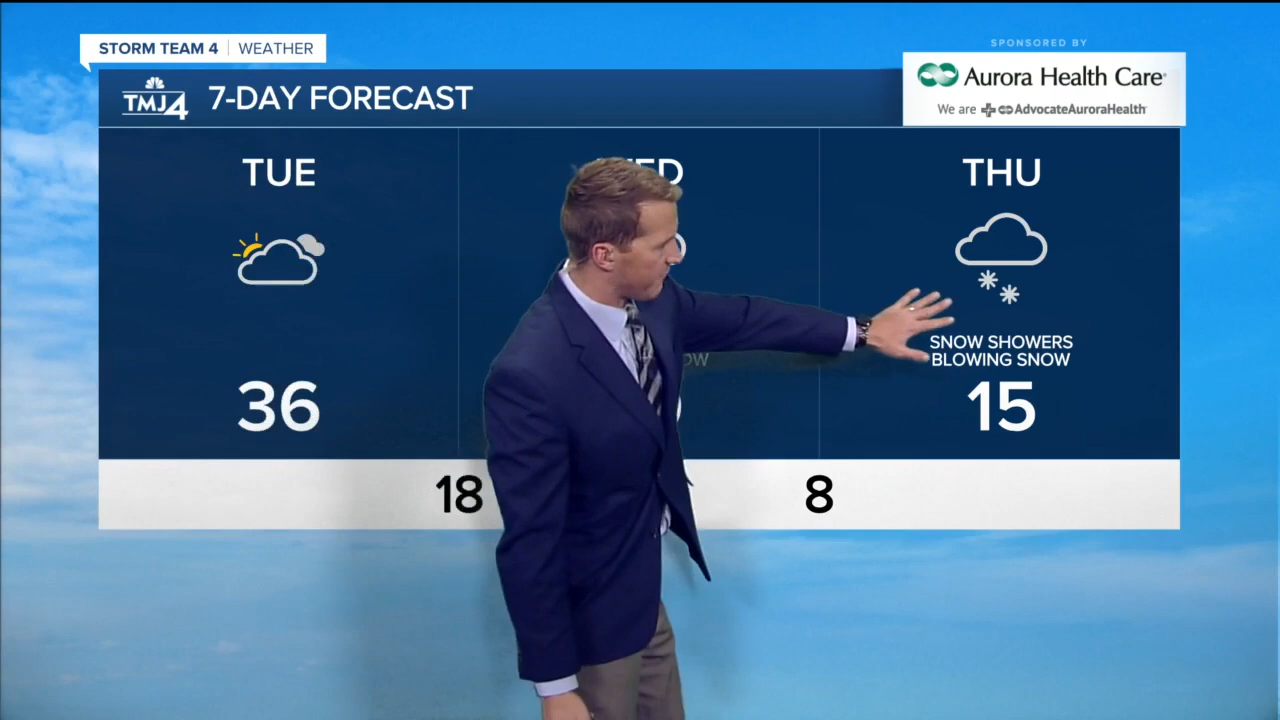 STORM TEAM 4 WEATHER
SPONSORED BY
TMJ4
7-DAY FORECAST
Aurora Health Care®
We are AdvocateAuroraHealth
TUE
THU
SNOW SHOWERS
BLOWING SNOW
36
15
18
8